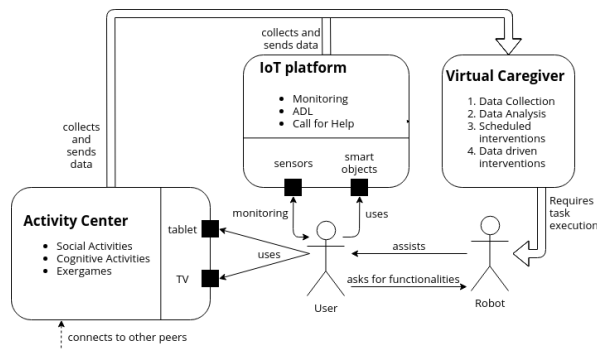 collects and
sends data
IoT platform
Monitoring
ADL
Call for Help
sensors
smart
objects
Virtual Caregiver
1. Data Collection
2. Data Analysis
3. Scheduled
interventions
4. Data driven
interventions
collects
and
sends
data
Activity Center
Social Activities
Cognitive Activities
Exergames
tablet
TV
monitoring
uses
uses
User
assists
asks for functionalities
Robot
Requires
task
execution
connects to other peers